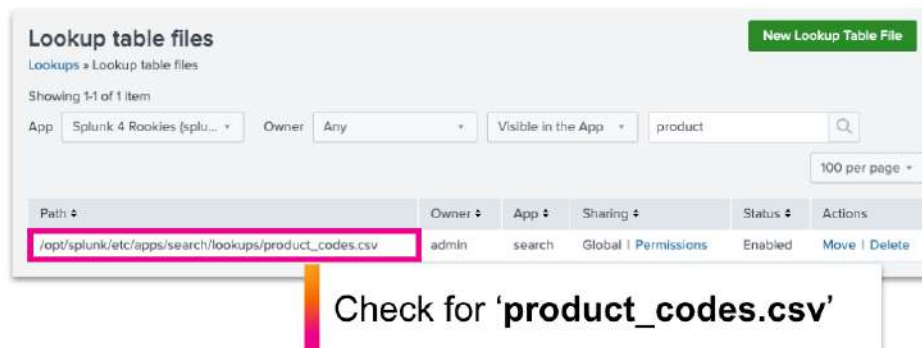 Lookup table files
New Lookup Table File
Lookups » Lookup table files
Showing 1-1 of 1 item
App Splunk 4 Rookies (splu... Owner Any Visible in the App product
100 per page
Path Owner App Sharing Status Actions
/opt/splunk/etc/apps/search/lookups/product_codes.csv admin search Global | Permissions Enabled Move | Delete
Check for ‘product_codes.csv’